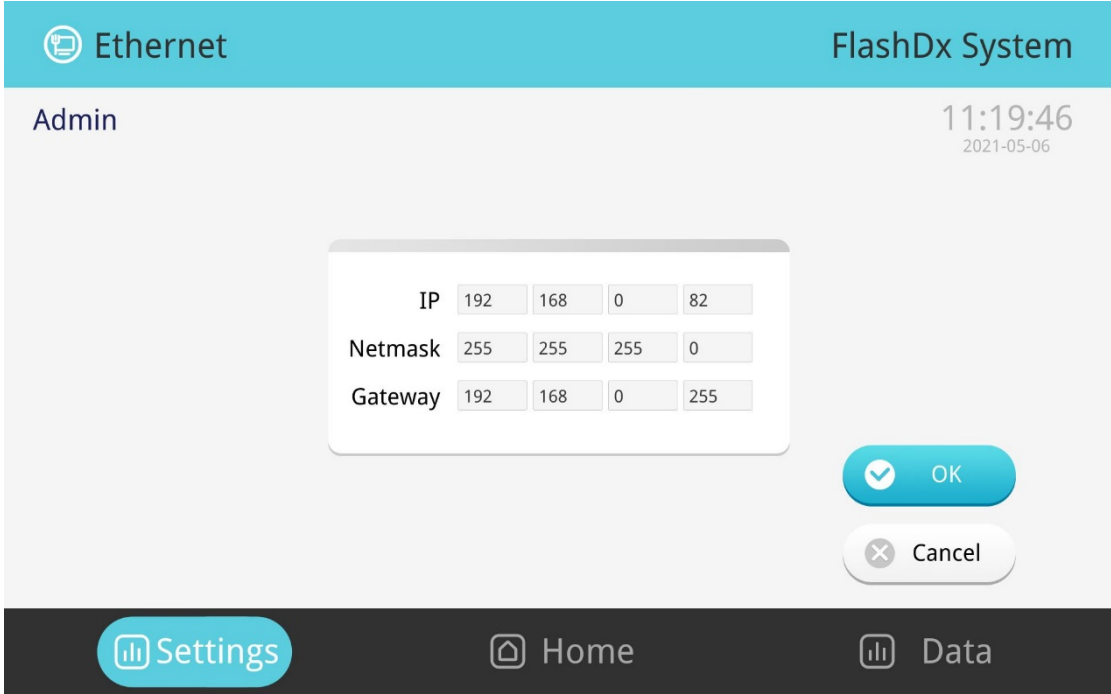 Ethernet
FlashDx System
Admin
11:19:46
2021-05-06
IP 192 168 0 82
Netmask 255 255 255 0
Gateway 192 168 0 255
OK
Cancel
Settings
Home
Data